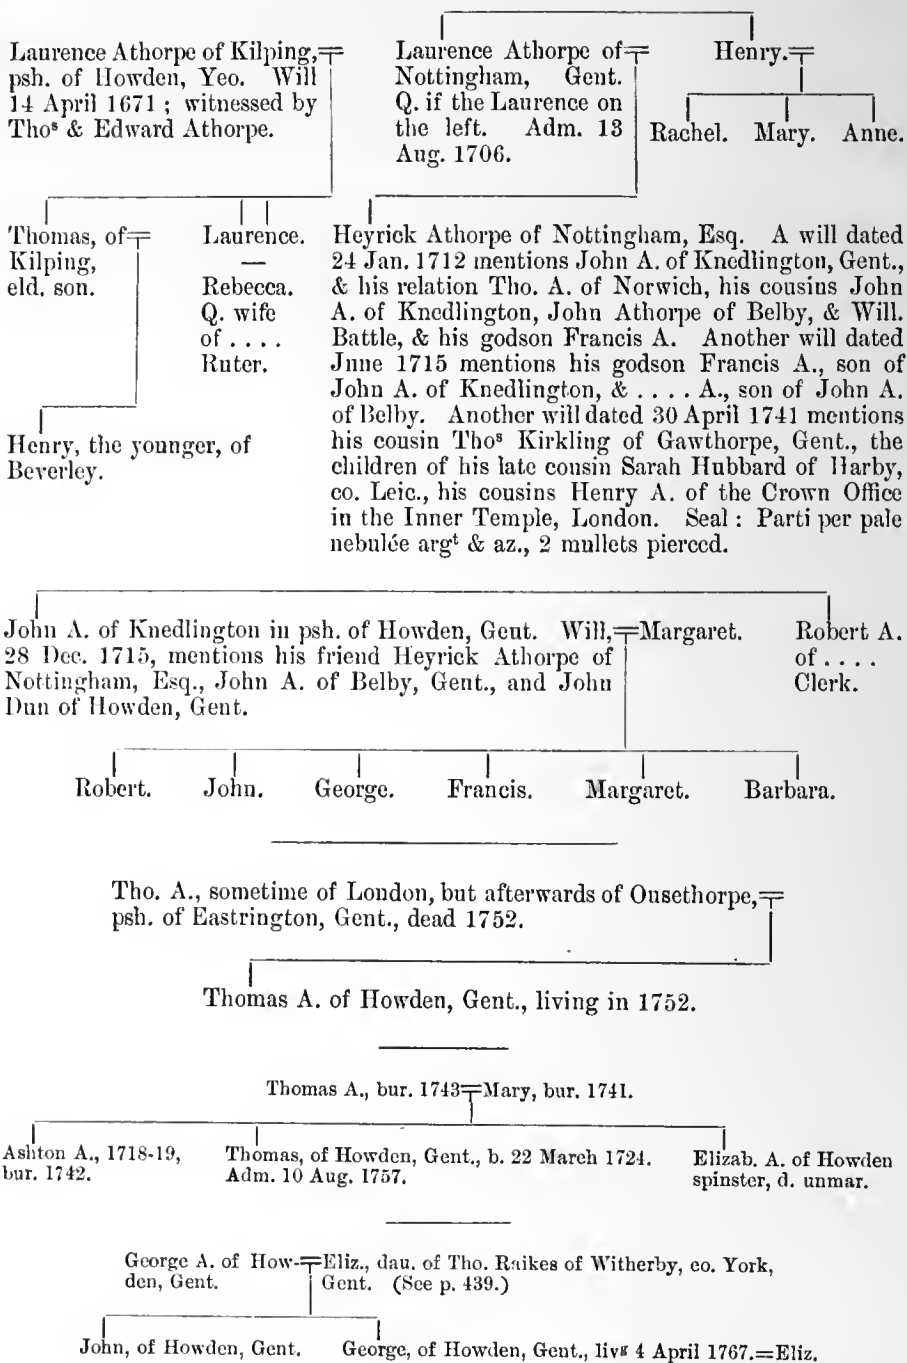 Laurence Athorpe of Kilping,
psh. of Howden, Yeo. Will
14 April 1671 ; witnessed by
Thoˢ & Edward Athorpe.
Laurence Athorpe of
Nottingham, Gent.
Q. if the Laurence on
the left. Adm. 13
Aug. 1706.
Henry.
Rachel. Mary. Anne.
Thomas, of
Kilping,
eld. son.
Laurence.
—
Rebecca.
Q. wife
of . . . .
Ruter.
Henry, the younger, of
Beverley.
Heyrick Athorpe of Nottingham, Esq. A will dated
24 Jan. 1712 mentions John A. of Knedlington, Gent.,
& his relation Tho. A. of Norwich, his cousins John
A. of Knedlington, John Athorpe of Belby, & Will.
Battle, & his godson Francis A. Another will dated
June 1715 mentions his godson Francis A., son of
John A. of Knedlington, & . . . . A., son of John A.
of Belby. Another will dated 30 April 1741 mentions
his cousin Thoˢ Kirkling of Gawthorpe, Gent., the
children of his late cousin Sarah Hubbard of Harby,
co. Leic., his cousins Henry A. of the Crown Office
in the Inner Temple, London. Seal : Parti per pale
nebulée argᵗ & az., 2 mullets pierced.
John A. of Knedlington in psh. of Howden, Gent. Will,
28 Dec. 1715, mentions his friend Heyrick Athorpe of
Nottingham, Esq., John A. of Belby, Gent., and John
Dun of Howden, Gent.
Margaret.
Robert A.
of . . . .
Clerk.
Robert. John. George. Francis. Margaret. Barbara.
Tho. A., sometime of London, but afterwards of Ousethorpe,
psh. of Eastrington, Gent., dead 1752.
Thomas A. of Howden, Gent., living in 1752.
Thomas A., bur. 1743=Mary, bur. 1741.
Ashton A., 1718-19,
bur. 1742.
Thomas, of Howden, Gent., b. 22 March 1724.
Adm. 10 Aug. 1757.
Elizab. A. of Howden
spinster, d. unmar.
George A. of How-
den, Gent.
Eliz., dau. of Tho. Raikes of Witherby, co. York,
Gent. (See p. 439.)
John, of Howden, Gent.
George, of Howden, Gent., livᵍ 4 April 1767.=Eliz.